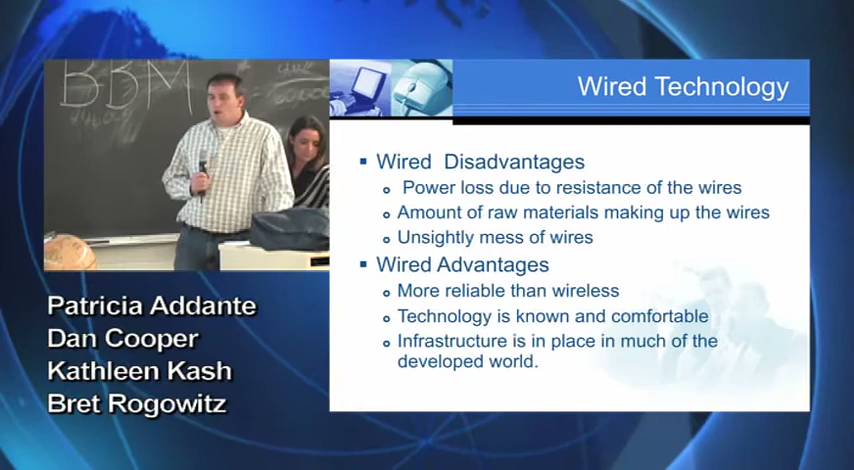 BBM
Wired Technology
Wired Disadvantages
Power loss due to resistance of the wires
Amount of raw materials making up the wires
Unsightly mess of wires
Wired Advantages
More reliable than wireless
Technology is known and comfortable
Infrastructure is in place in much of the
developed world.
Patricia Addante
Dan Cooper
Kathleen Kash
Bret Rogowitz